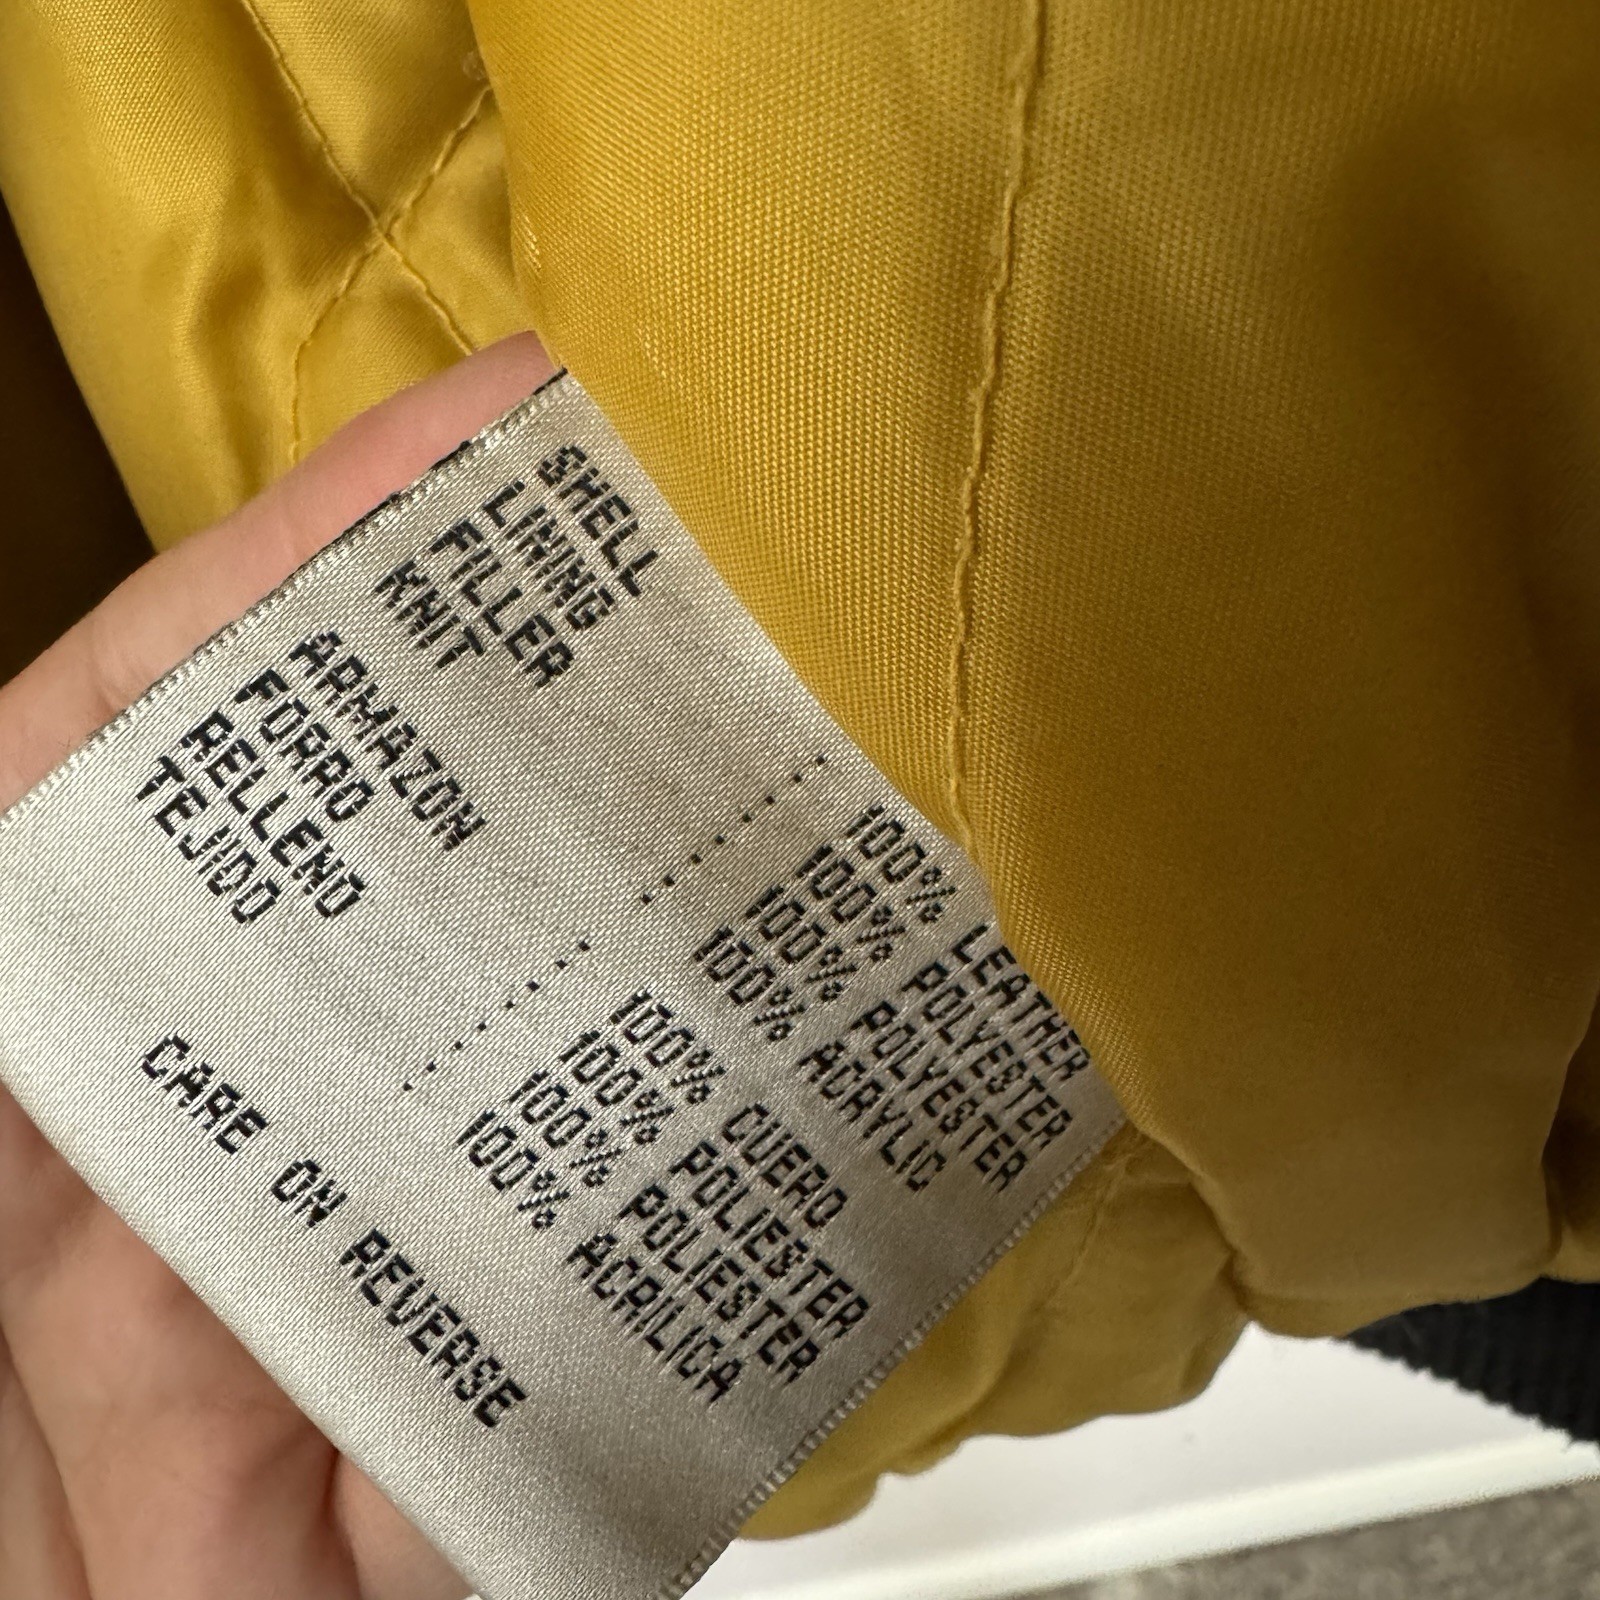 SHELL : 100% LEATHER
LINING : 100% POLYESTER
FILLER : 100% POLYESTER
KNIT : 100% ACRYLIC
ARMAZON : 100% CUERO
FORRO : 100% POLIESTER
RELLENO : 100% POLIESTER
TEJIDO : 100% ACRILICA
CARE ON REVERSE